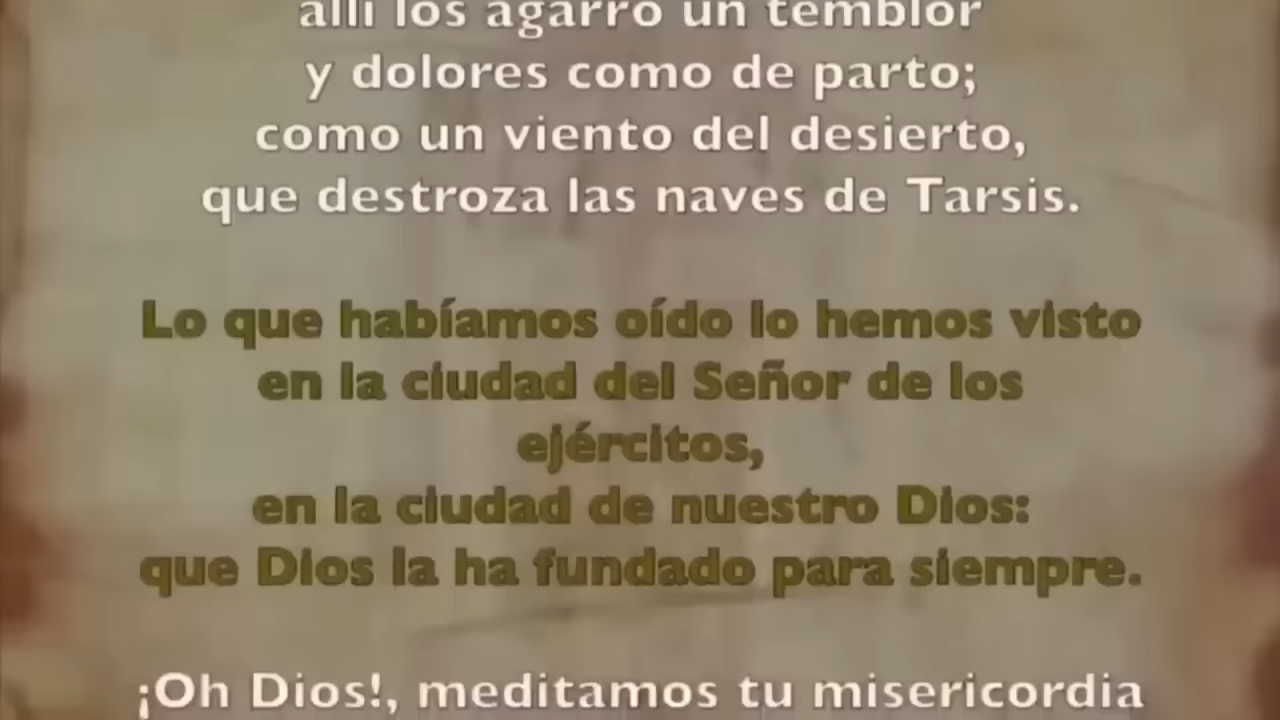 allí los agarró un temblor
y dolores como de parto;
como un viento del desierto,
que destroza las naves de Tarsis.
Lo que habíamos oído lo hemos visto
en la ciudad del Señor de los
ejércitos,
en la ciudad de nuestro Dios:
que Dios la ha fundado para siempre.
¡Oh Dios!, meditamos tu misericordia